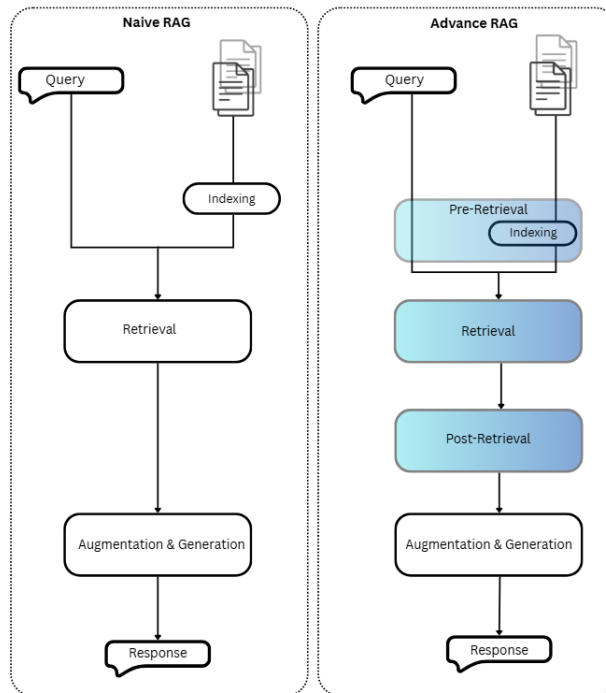 Naive RAG
Query
Indexing
Retrieval
Augmentation & Generation
Response
Advance RAG
Query
Pre-Retrieval
Indexing
Retrieval
Post-Retrieval
Augmentation & Generation
Response